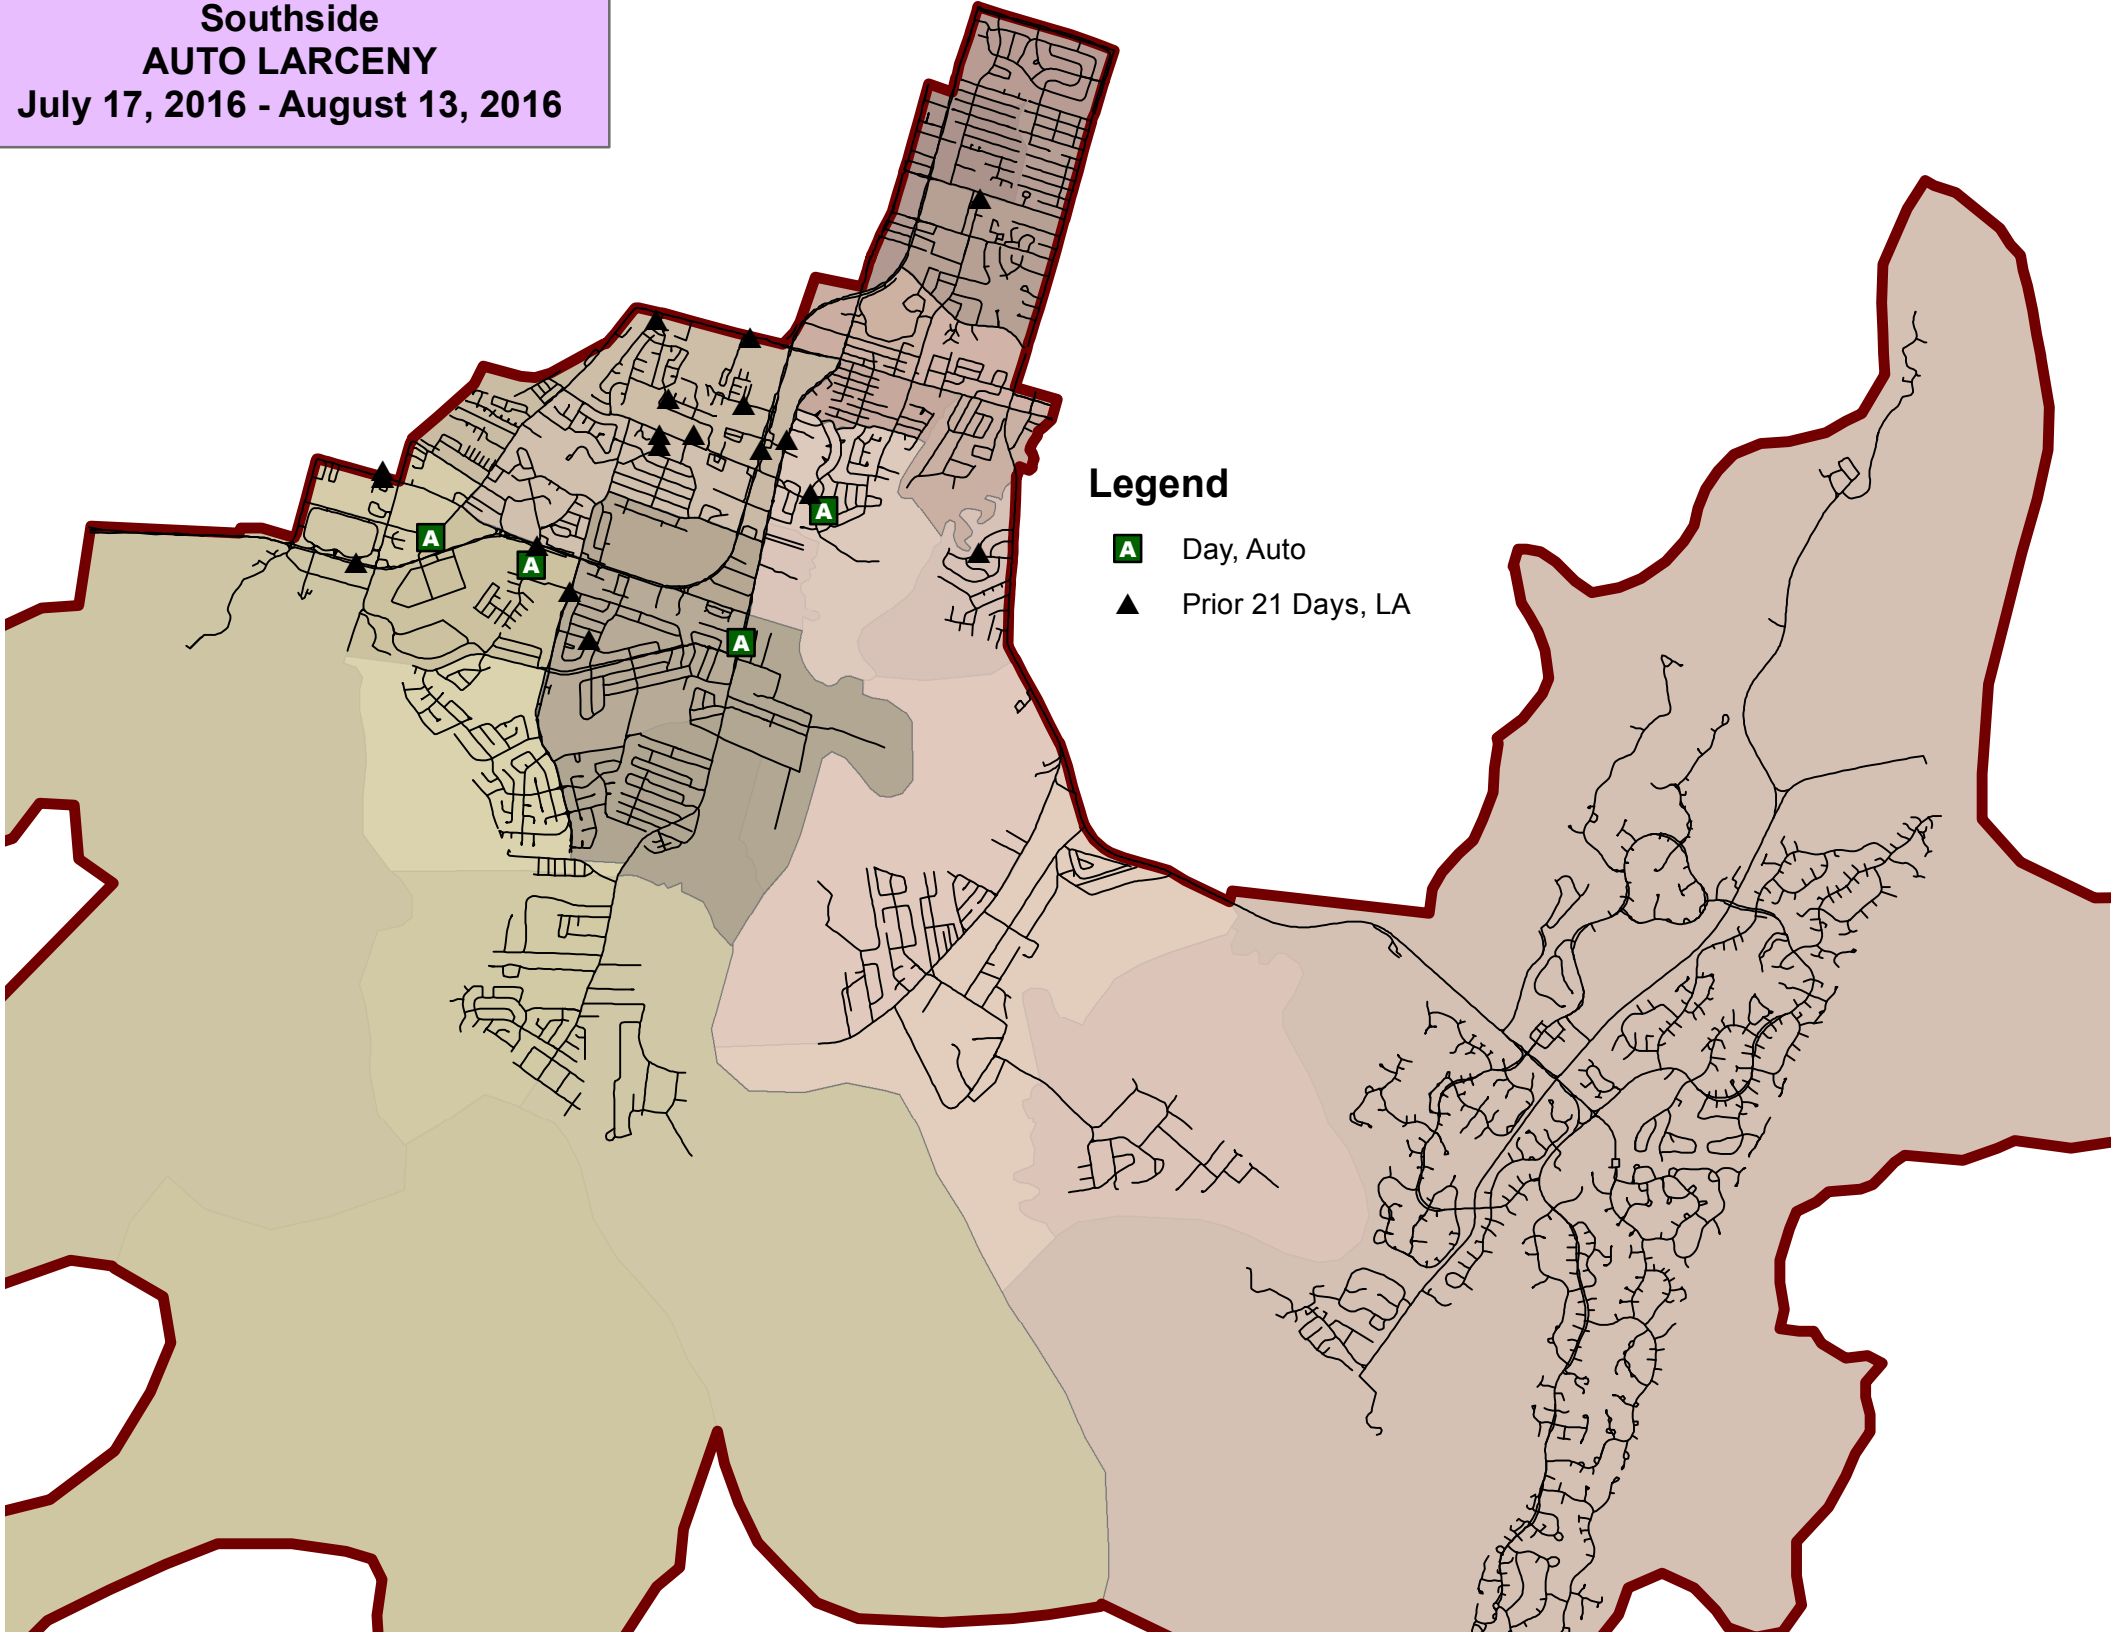 Southside
AUTO LARCENY
July 17, 2016 - August 13, 2016
A
A
A
A
Legend
A Day, Auto
Prior 21 Days, LA